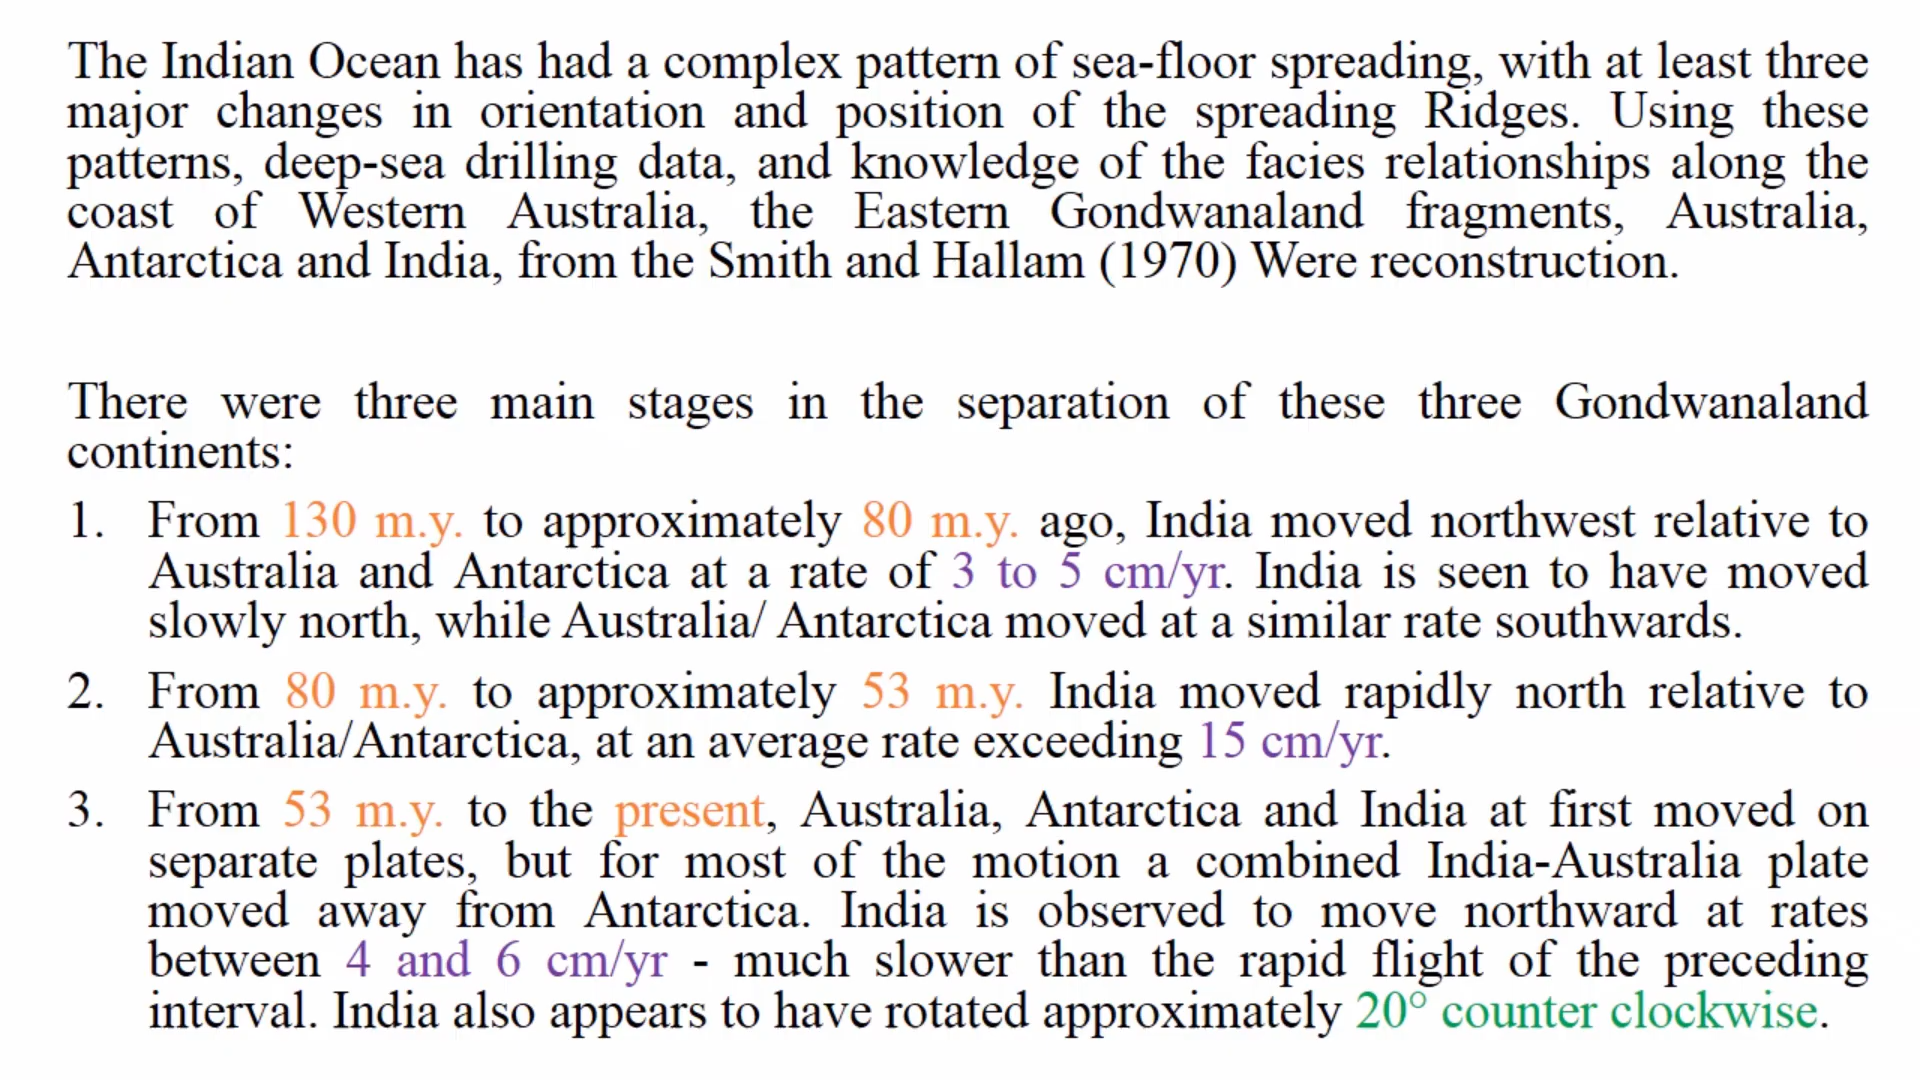 The Indian Ocean has had a complex pattern of sea-floor spreading, with at least three
major changes in orientation and position of the spreading Ridges. Using these
patterns, deep-sea drilling data, and knowledge of the facies relationships along the
coast of Western Australia, the Eastern Gondwanaland fragments, Australia,
Antarctica and India, from the Smith and Hallam (1970) Were reconstruction.
There were three main stages in the separation of these three Gondwanaland
continents:
1. From 130 m.y. to approximately 80 m.y. ago, India moved northwest relative to
Australia and Antarctica at a rate of 3 to 5 cm/yr. India is seen to have moved
slowly north, while Australia/ Antarctica moved at a similar rate southwards.
2. From 80 m.y. to approximately 53 m.y. India moved rapidly north relative to
Australia/Antarctica, at an average rate exceeding 15 cm/yr.
3. From 53 m.y. to the present, Australia, Antarctica and India at first moved on
separate plates, but for most of the motion a combined India-Australia plate
moved away from Antarctica. India is observed to move northward at rates
between 4 and 6 cm/yr - much slower than the rapid flight of the preceding
interval. India also appears to have rotated approximately 20° counter clockwise.